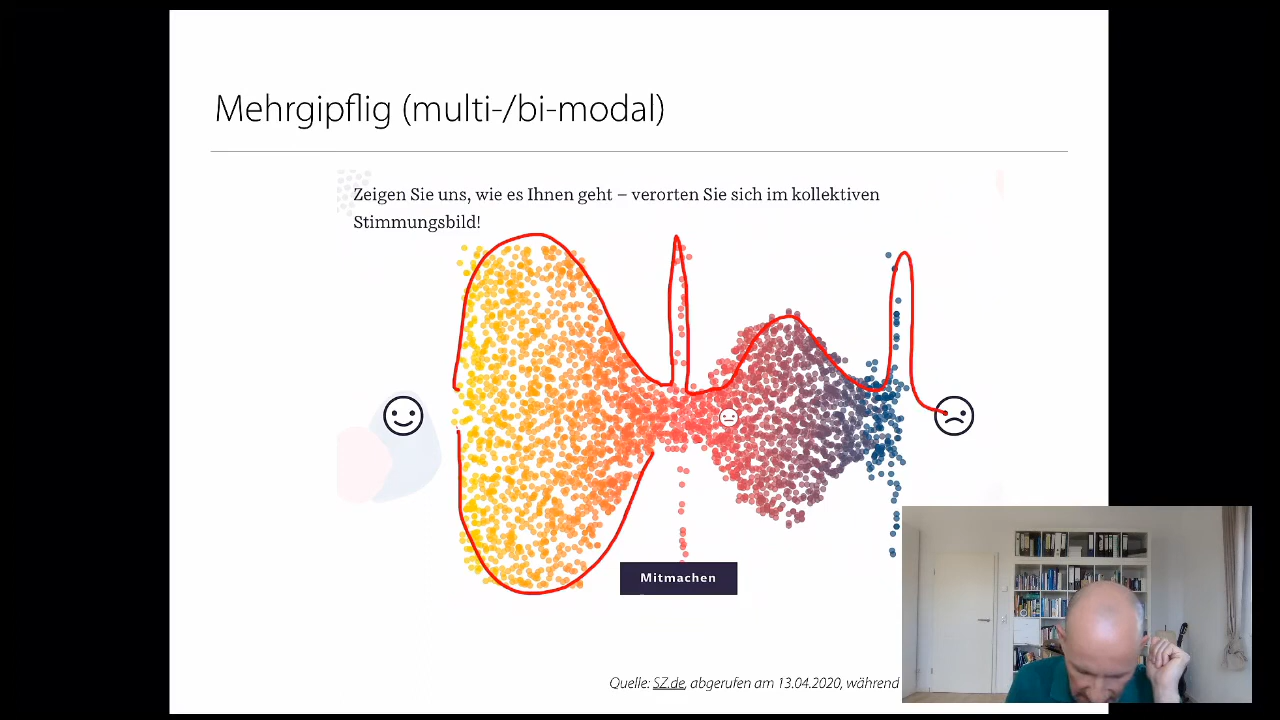 Mehrgipflig (multi-/bi-modal)
Zeigen Sie uns, wie es Ihnen geht – verorten Sie sich im kollektiven
Stimmungsbild!
Mitmachen
Quelle: SZ.de, abgerufen am 13.04.2020, während